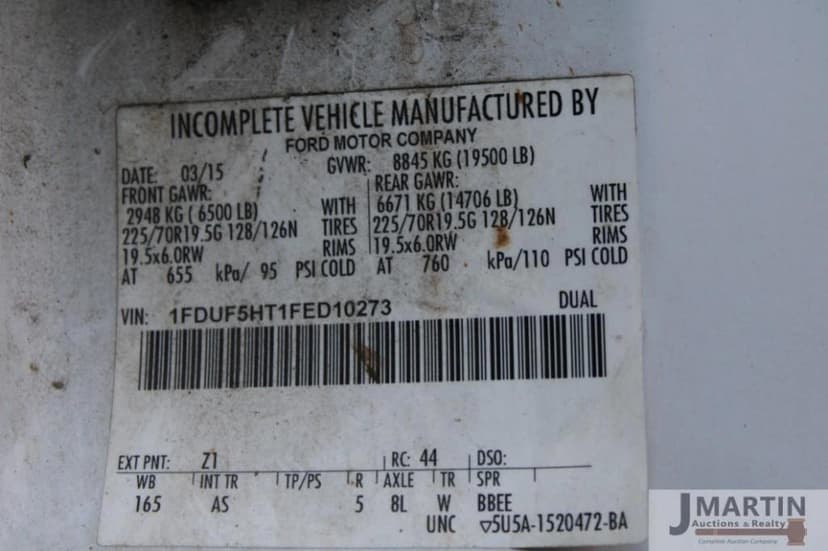 INCOMPLETE VEHICLE MANUFACTURED BY
FORD MOTOR COMPANY
DATE: 03/15 GVWR: 8845 KG (19500 LB)
FRONT GAWR: REAR GAWR:
2948 KG ( 6500 LB) WITH 6671 KG (14706 LB) WITH
225/70R19.5G 128/126N TIRES 225/70R19.5G 128/126N TIRES
19.5x6.0RW RIMS 19.5x6.0RW RIMS
AT 655 kPa/ 95 PSI COLD AT 760 kPa/110 PSI COLD
VIN: 1FDUF5HT1FED10273 DUAL
EXT PNT: Z1 RC: 44 DSO:
WB INT TR TP/PS R AXLE TR SPR
165 AS 5 8L W BBEE
UNC ▽5U5A-1520472-BA
J MARTIN
Auctions & Realty
Complete Auction Company